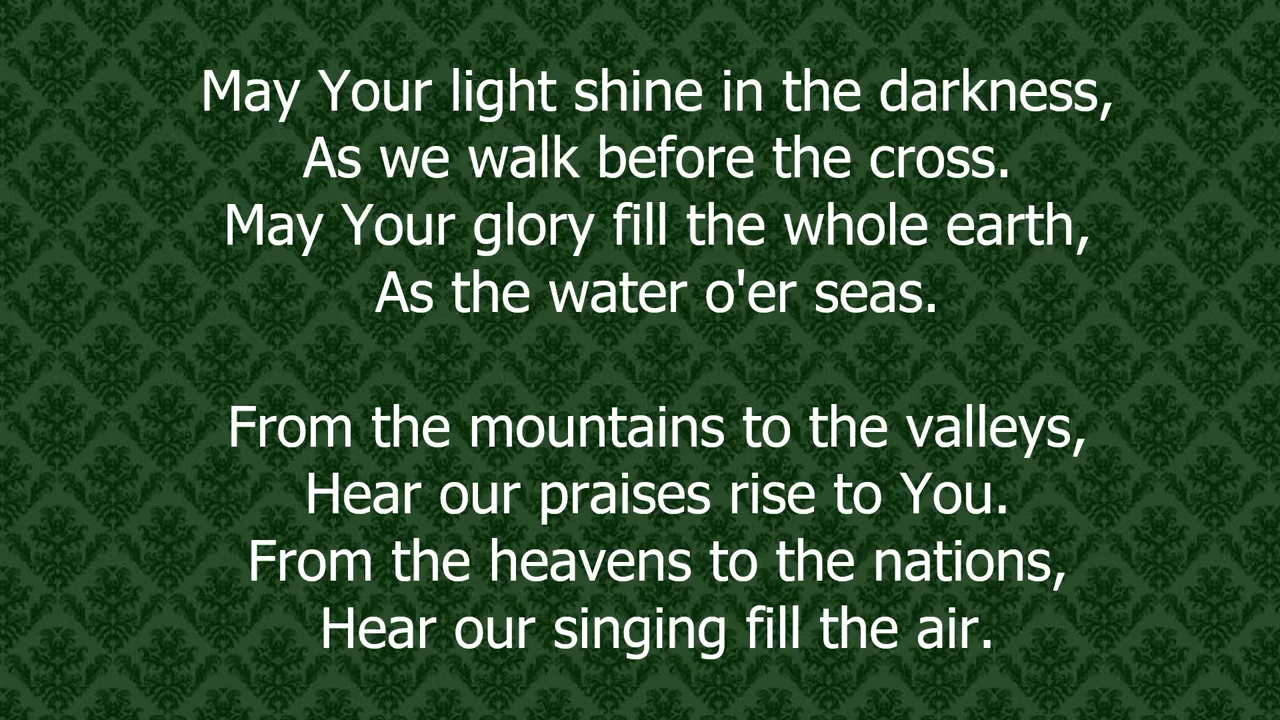 May Your light shine in the darkness,
As we walk before the cross.
May Your glory fill the whole earth,
As the water o'er seas.
From the mountains to the valleys,
Hear our praises rise to You.
From the heavens to the nations,
Hear our singing fill the air.